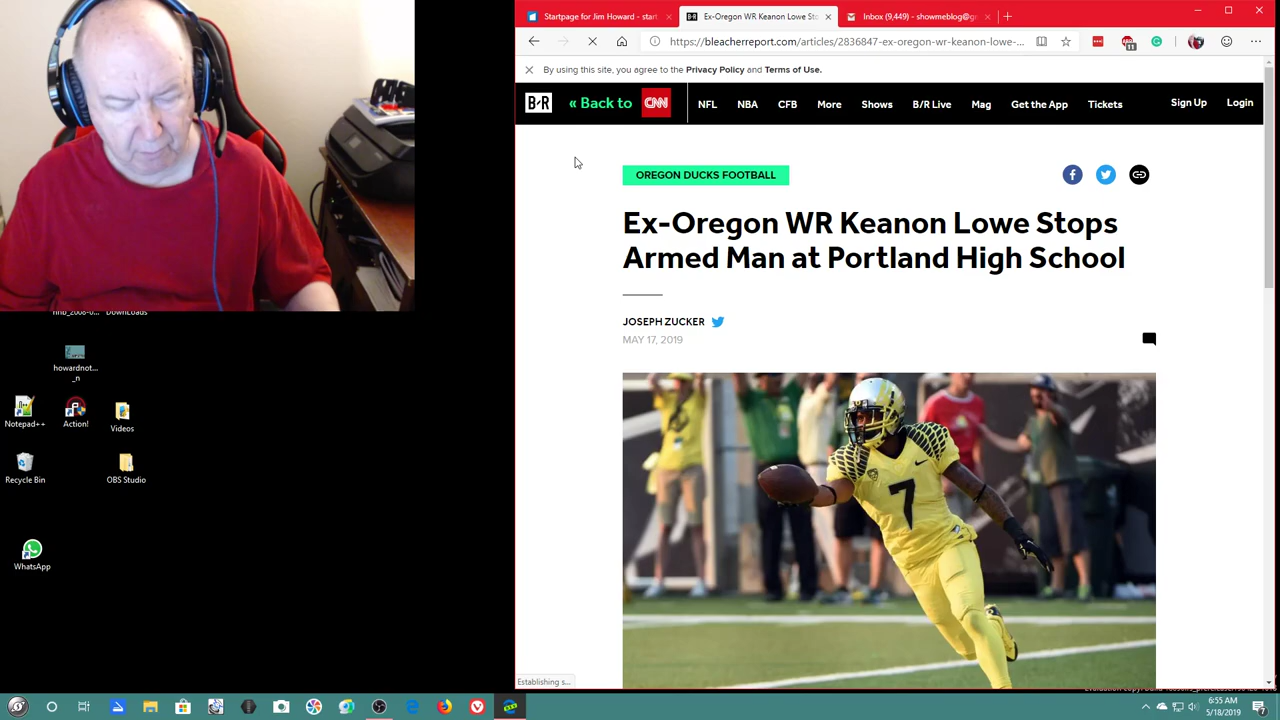 Startpage for Jim Howard - start
Ex-Oregon WR Keanon Lowe Sto
Inbox (9,449) - showmeblog@g
https://bleacherreport.com/articles/2836847-ex-oregon-wr-keanon-lowe-...
11
By using this site, you agree to the Privacy Policy and Terms of Use.
B/R
« Back to CNN
NFL
NBA
CFB
More
Shows
B/R Live
Mag
Get the App
Tickets
Sign Up
Login
OREGON DUCKS FOOTBALL
Ex-Oregon WR Keanon Lowe Stops
Armed Man at Portland High School
JOSEPH ZUCKER
MAY 17, 2019
7
DownLoads
howardnot...
_n
Notepad++
Action!
Videos
Recycle Bin
OBS Studio
WhatsApp
Establishing s...
6:55 AM
5/18/2019
7